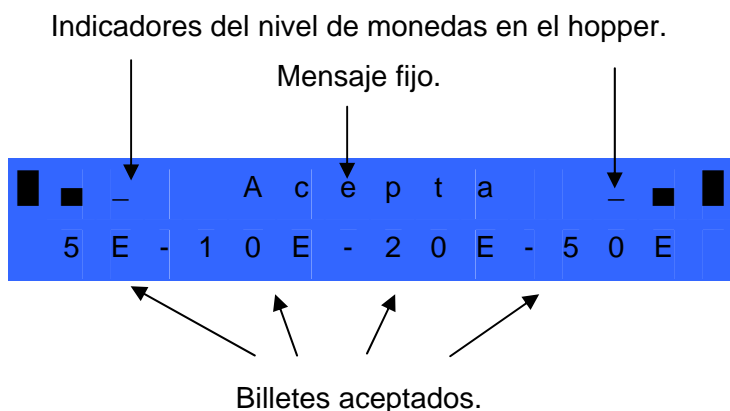 Indicadores del nivel de monedas en el hopper.
Mensaje fijo.
_ Acepta _
5E-10E-20E-50E
Billetes aceptados.